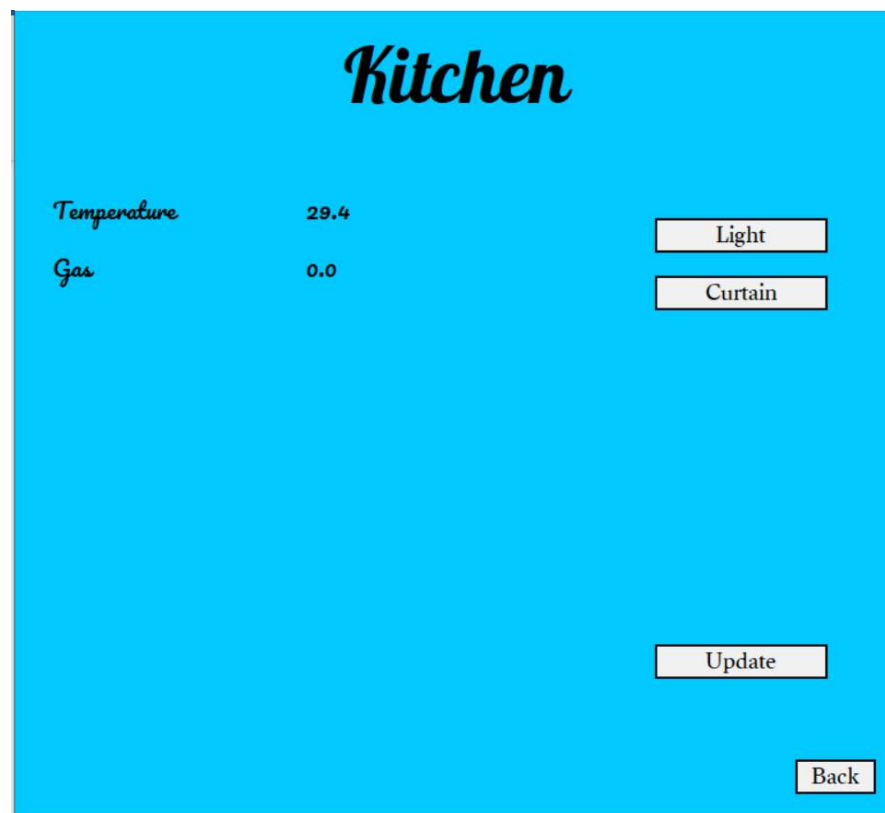 Kitchen
Temperature 29.4
Light
Gas 0.0
Curtain
Update
Back